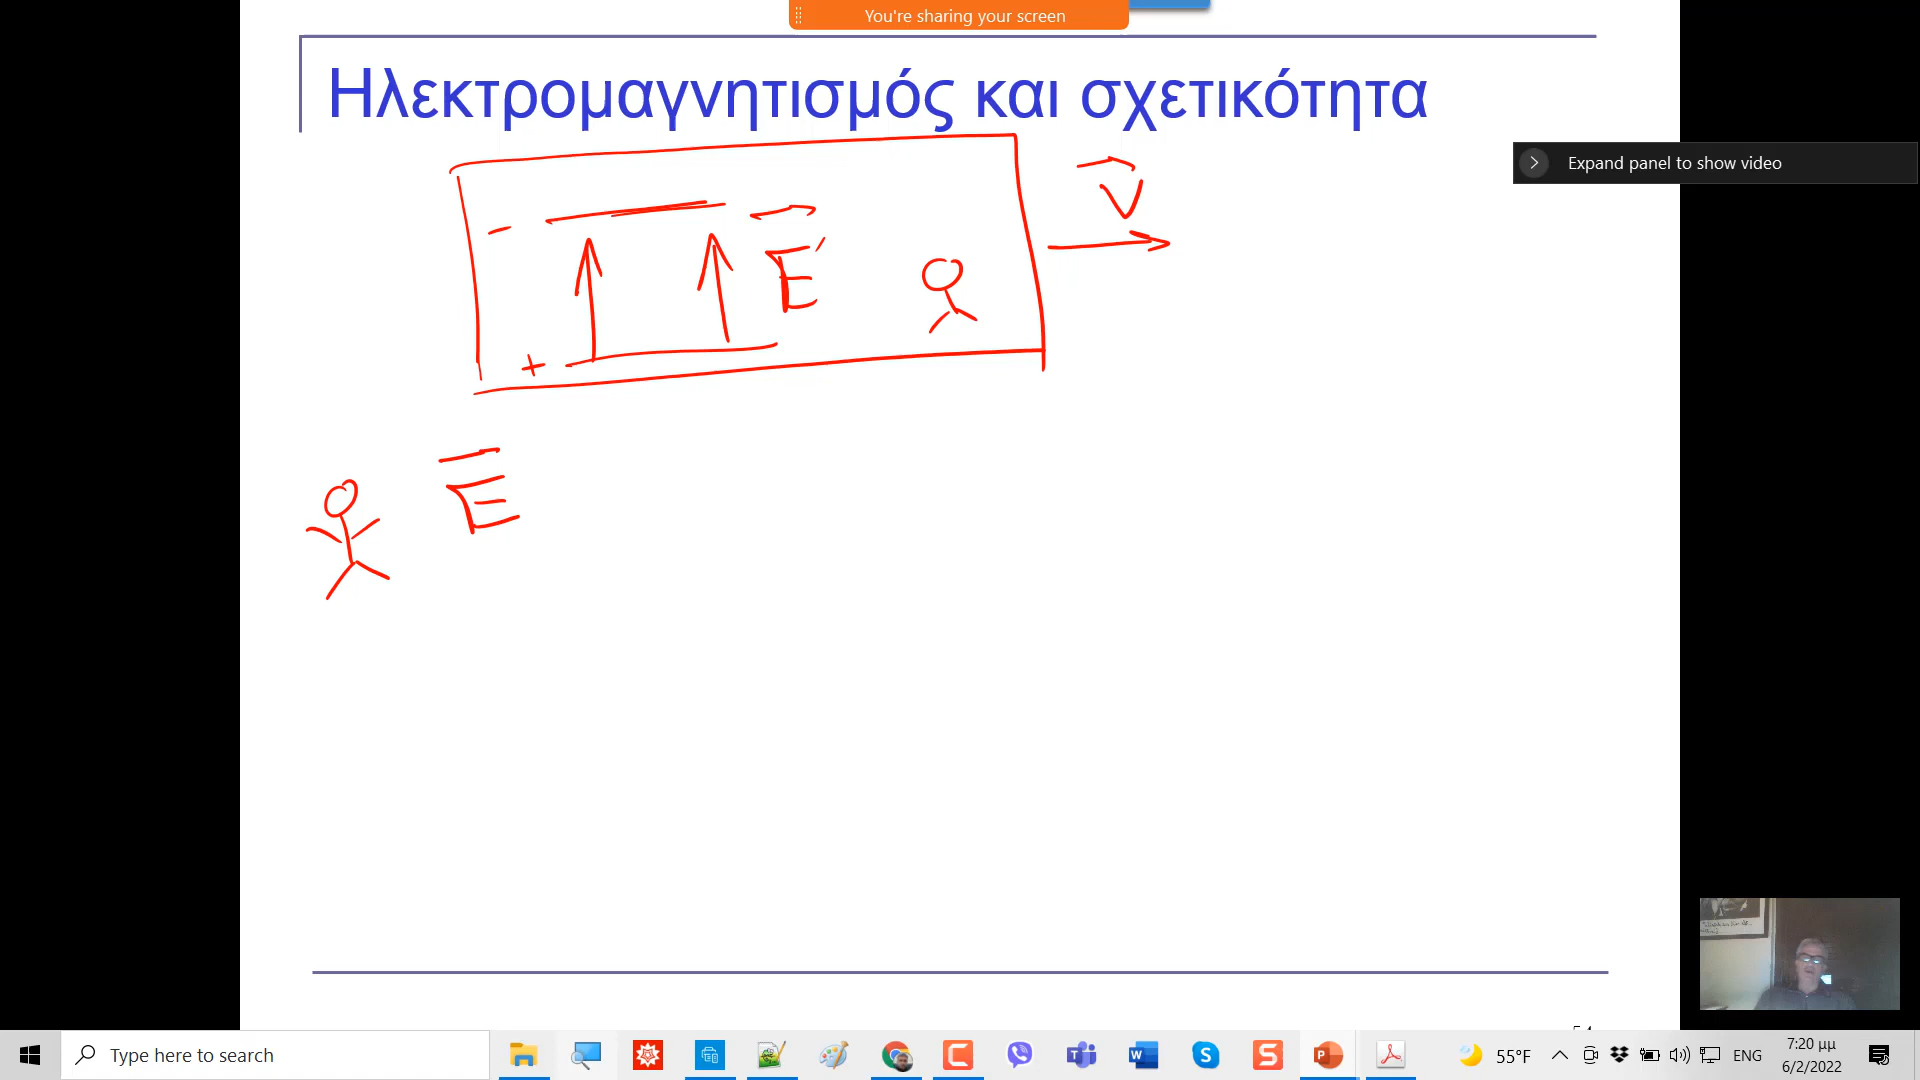 You're sharing your screen
Ηλεκτρομαγνητισμός και σχετικότητα
Expand panel to show video
V
-
E'
+
E
Type here to search
55°F
ENG
7:20 μμ
6/2/2022